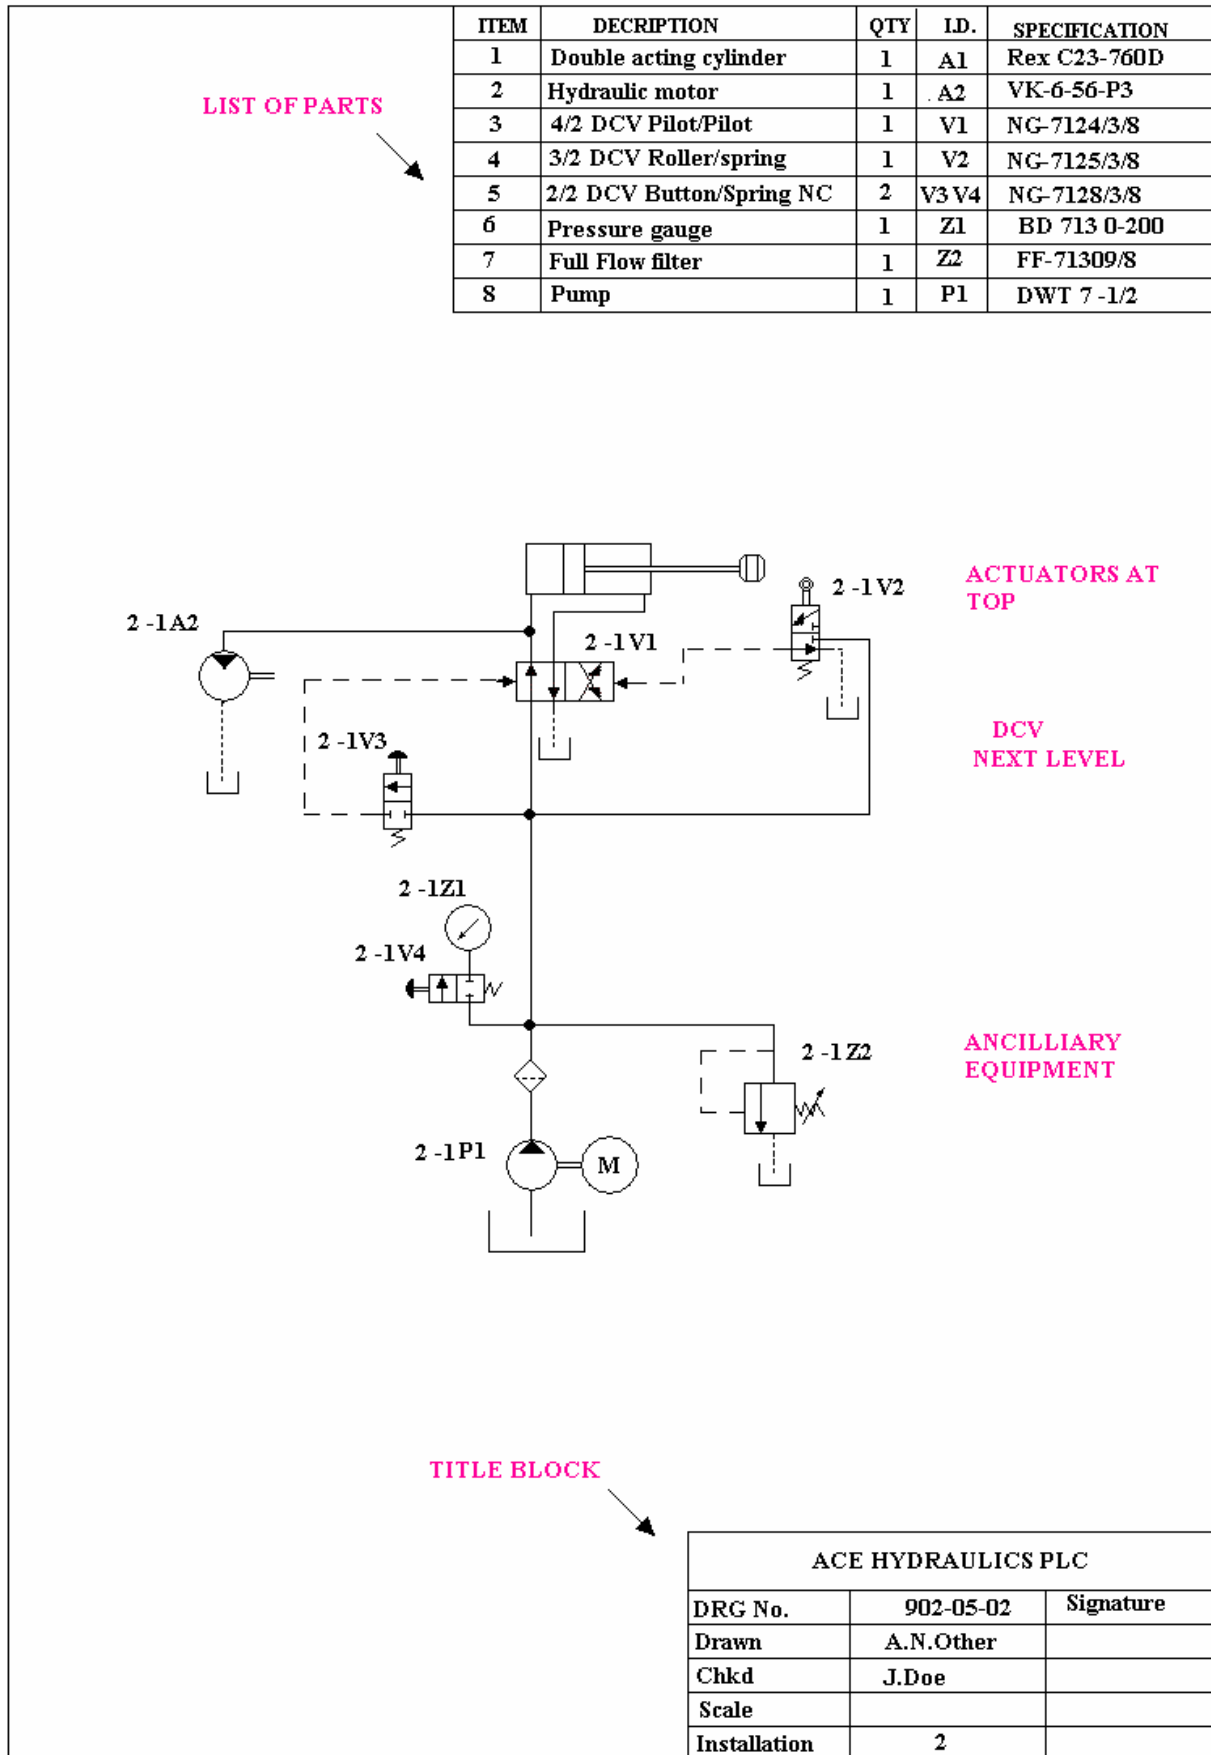 ITEM DECRIPTION QTY I.D. SPECIFICATION
1 Double acting cylinder 1 A1 Rex C23-760D
2 Hydraulic motor 1 . A2 VK-6-56-P3
3 4/2 DCV Pilot/Pilot 1 V1 NG-7124/3/8
4 3/2 DCV Roller/spring 1 V2 NG-7125/3/8
5 2/2 DCV Button/Spring NC 2 V3 V4 NG-7128/3/8
6 Pressure gauge 1 Z1 BD 713 0-200
7 Full Flow filter 1 Z2 FF-71309/8
8 Pump 1 P1 DWT 7 -1/2
LIST OF PARTS
2 -1V2
ACTUATORS AT
TOP
2 -1A2
2 -1V1
2 -1V3
DCV
NEXT LEVEL
2 -1Z1
2 -1V4
2 -1Z2
ANCILLIARY
EQUIPMENT
2 -1P1
M
TITLE BLOCK
ACE HYDRAULICS PLC
DRG No. 902-05-02 Signature
Drawn A.N.Other
Chkd J.Doe
Scale
Installation 2